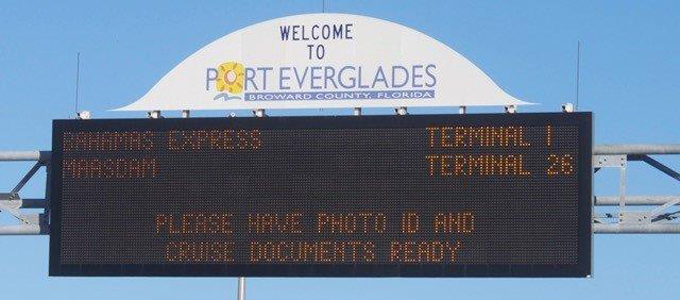 WELCOME
TO
PORT EVERGLADES
BROWARD COUNTY, FLORIDA
BAHAMAS EXPRESS TERMINAL 1
MAASDAM TERMINAL 26
PLEASE HAVE PHOTO ID AND
CRUISE DOCUMENTS READY